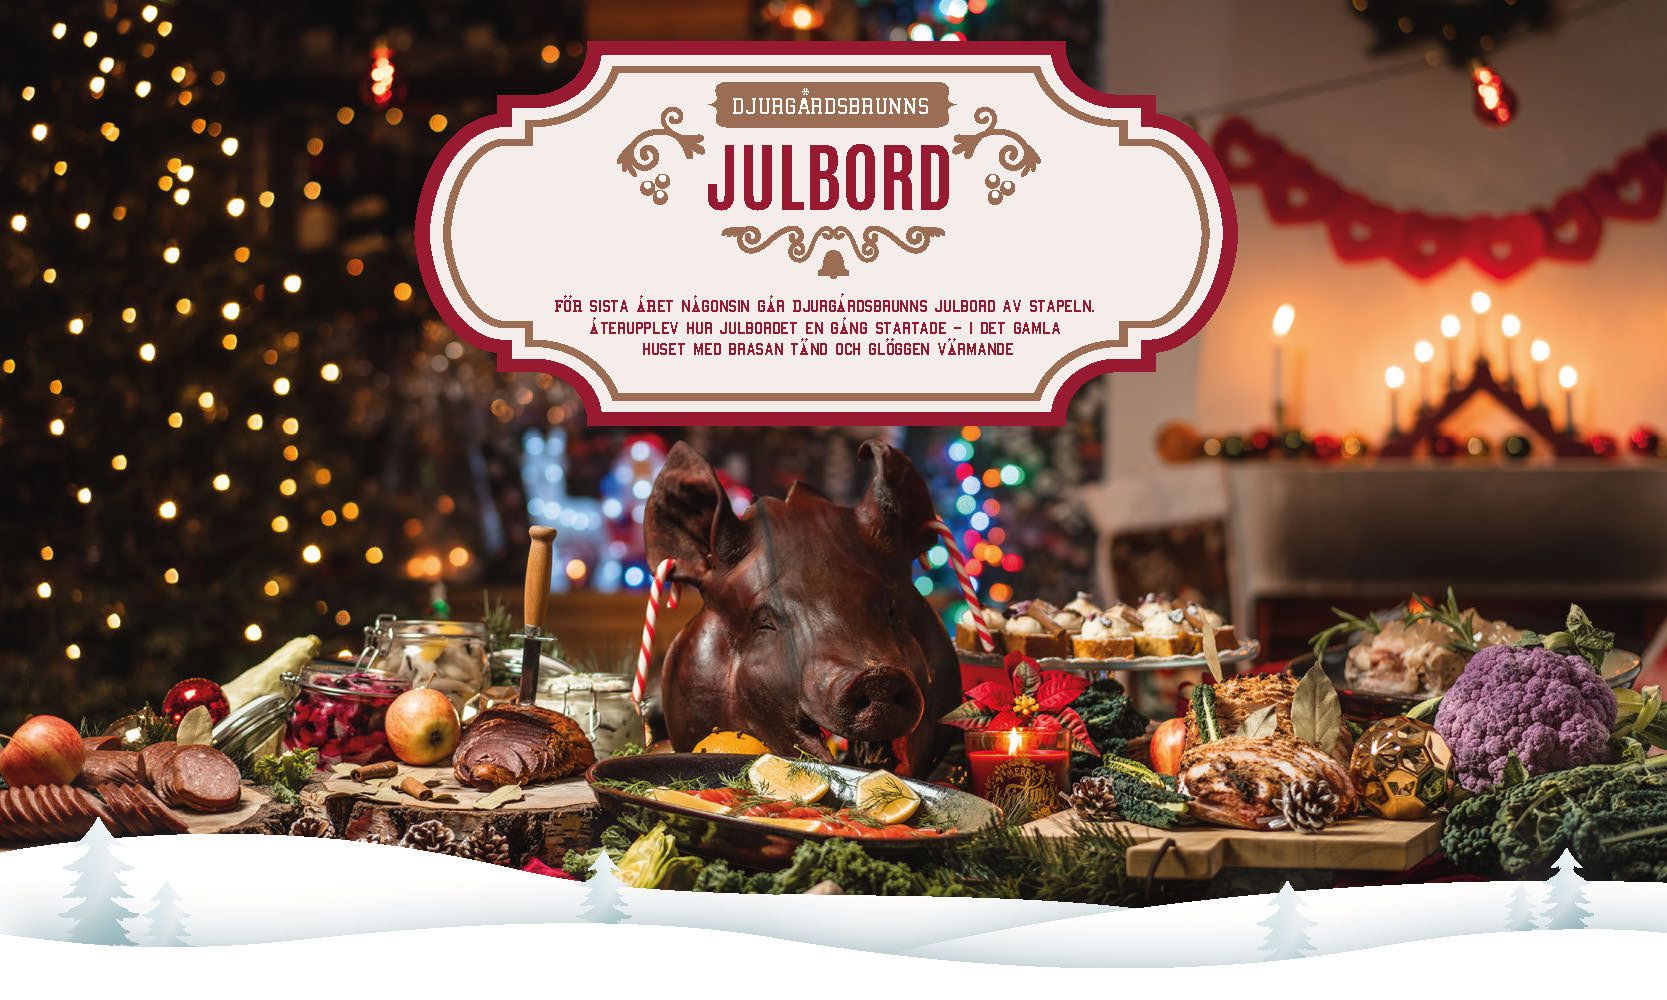 DJURGÅRDSBRUNNS
JULBORD
FÖR SISTA ÅRET NÅGONSIN GÅR DJURGÅRDSBRUNNS JULBORD AV STAPELN.
ÅTERUPPLEV HUR JULBORDET EN GÅNG STARTADE – I DET GAMLA
HUSET MED BRASAN TÄND OCH GLÖGGEN VÄRMANDE
MERRY